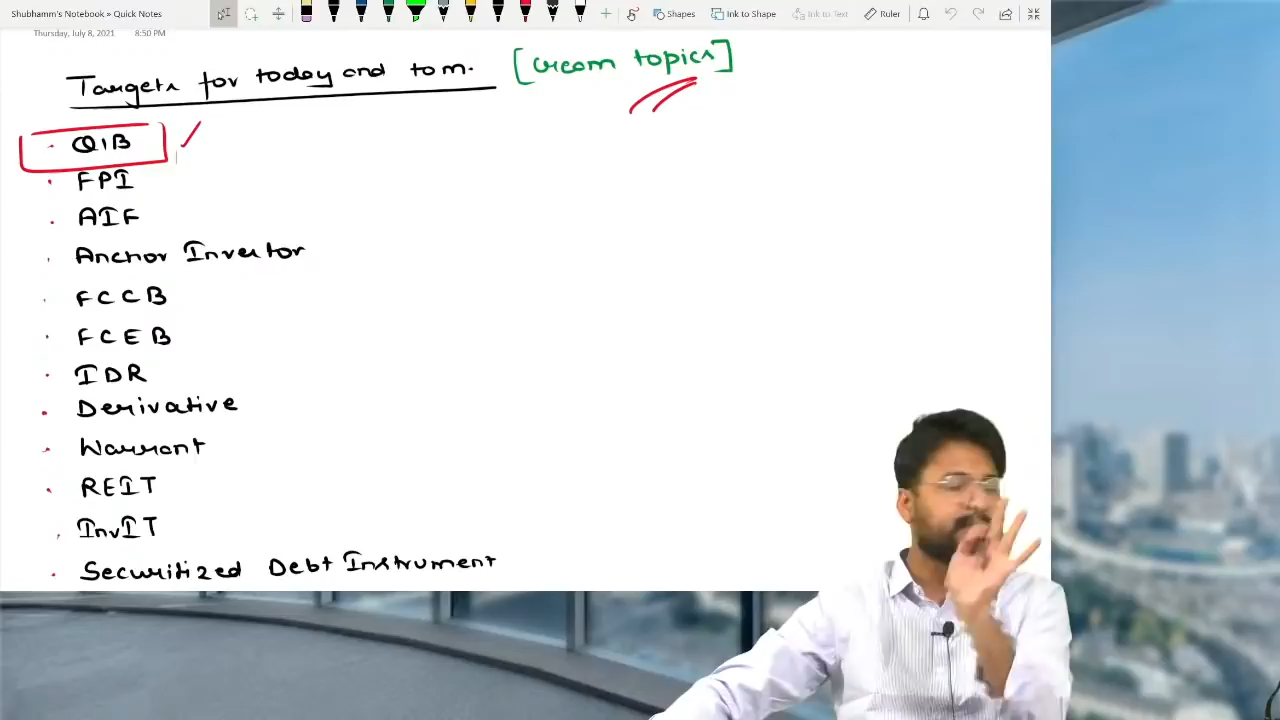 Shubhamm's Notebook » Quick Notes
Shapes
Ink to Shape
Ink to Text
Ruler
Thursday, July 8, 2021 8:50 PM
Targets for today and tom. [cream topics]
QIB
FPI
AIF
Anchor Investor
FCCB
FCEB
IDR
Derivative
Warrant
REIT
InvIT
Securitized Debt Instrument